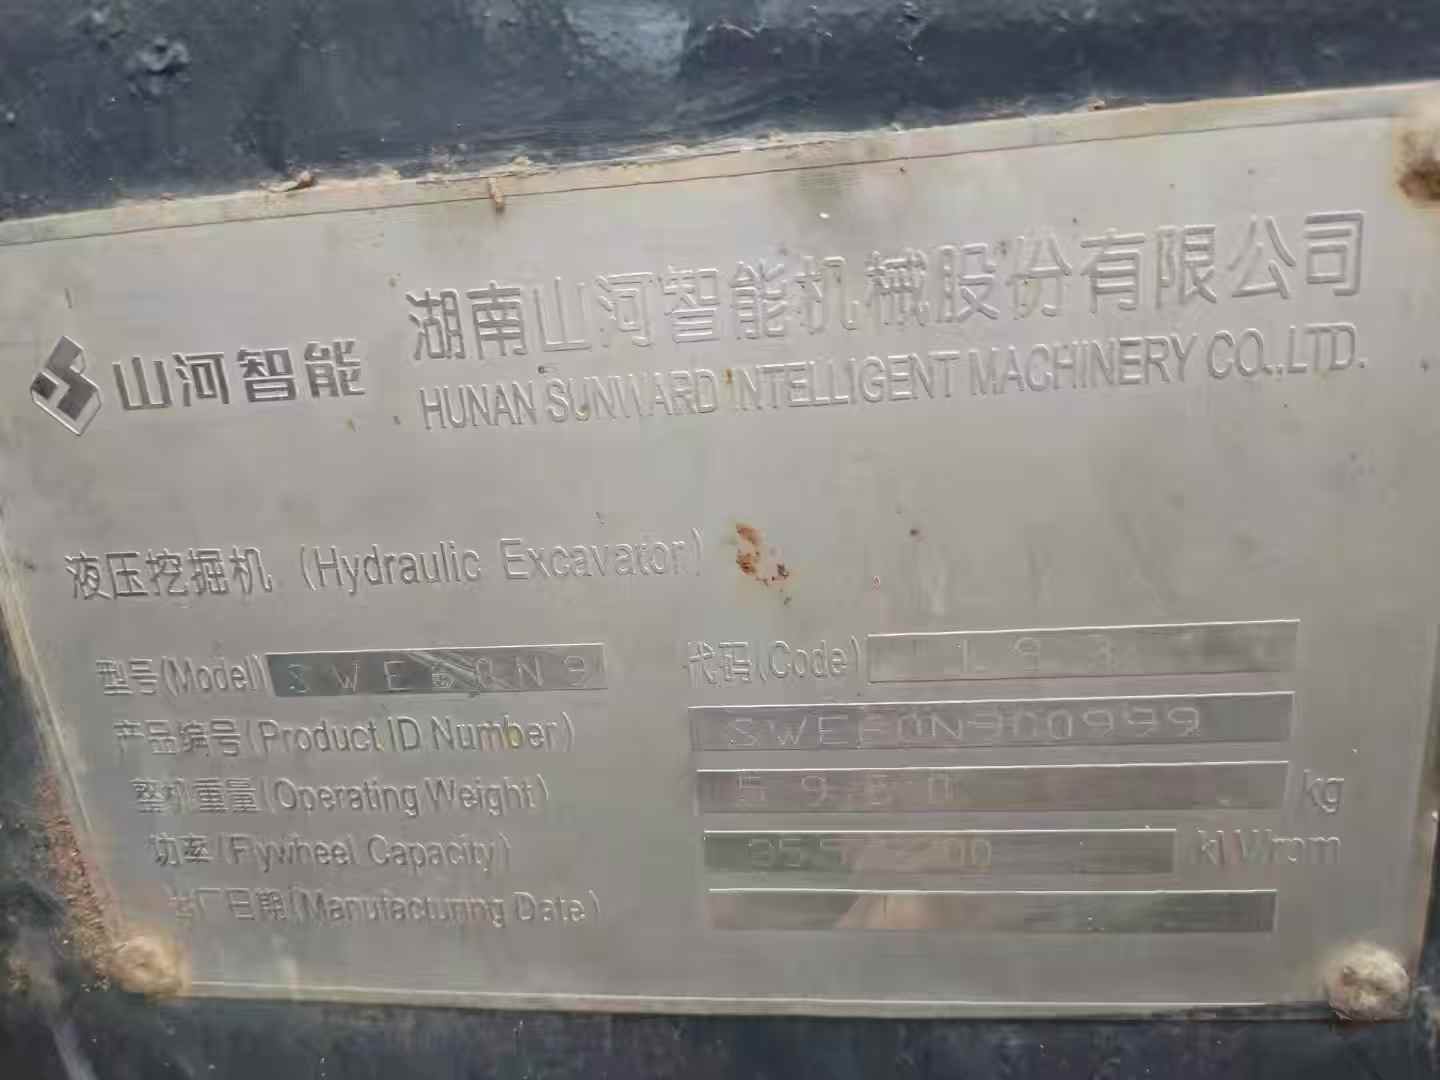 山河智能
湖南山河智能机械股份有限公司
HUNAN SUNWARD INTELLIGENT MACHINERY CO.,LTD.
液压挖掘机 (Hydraulic Excavator)
型号(Model)
代码(Code)
产品编号(Product ID Number) SWE60N900999
整机重量(Operating Weight) kg
功率(Flywheel Capacity) kW/rpm
出厂日期(Manufacturing Date)